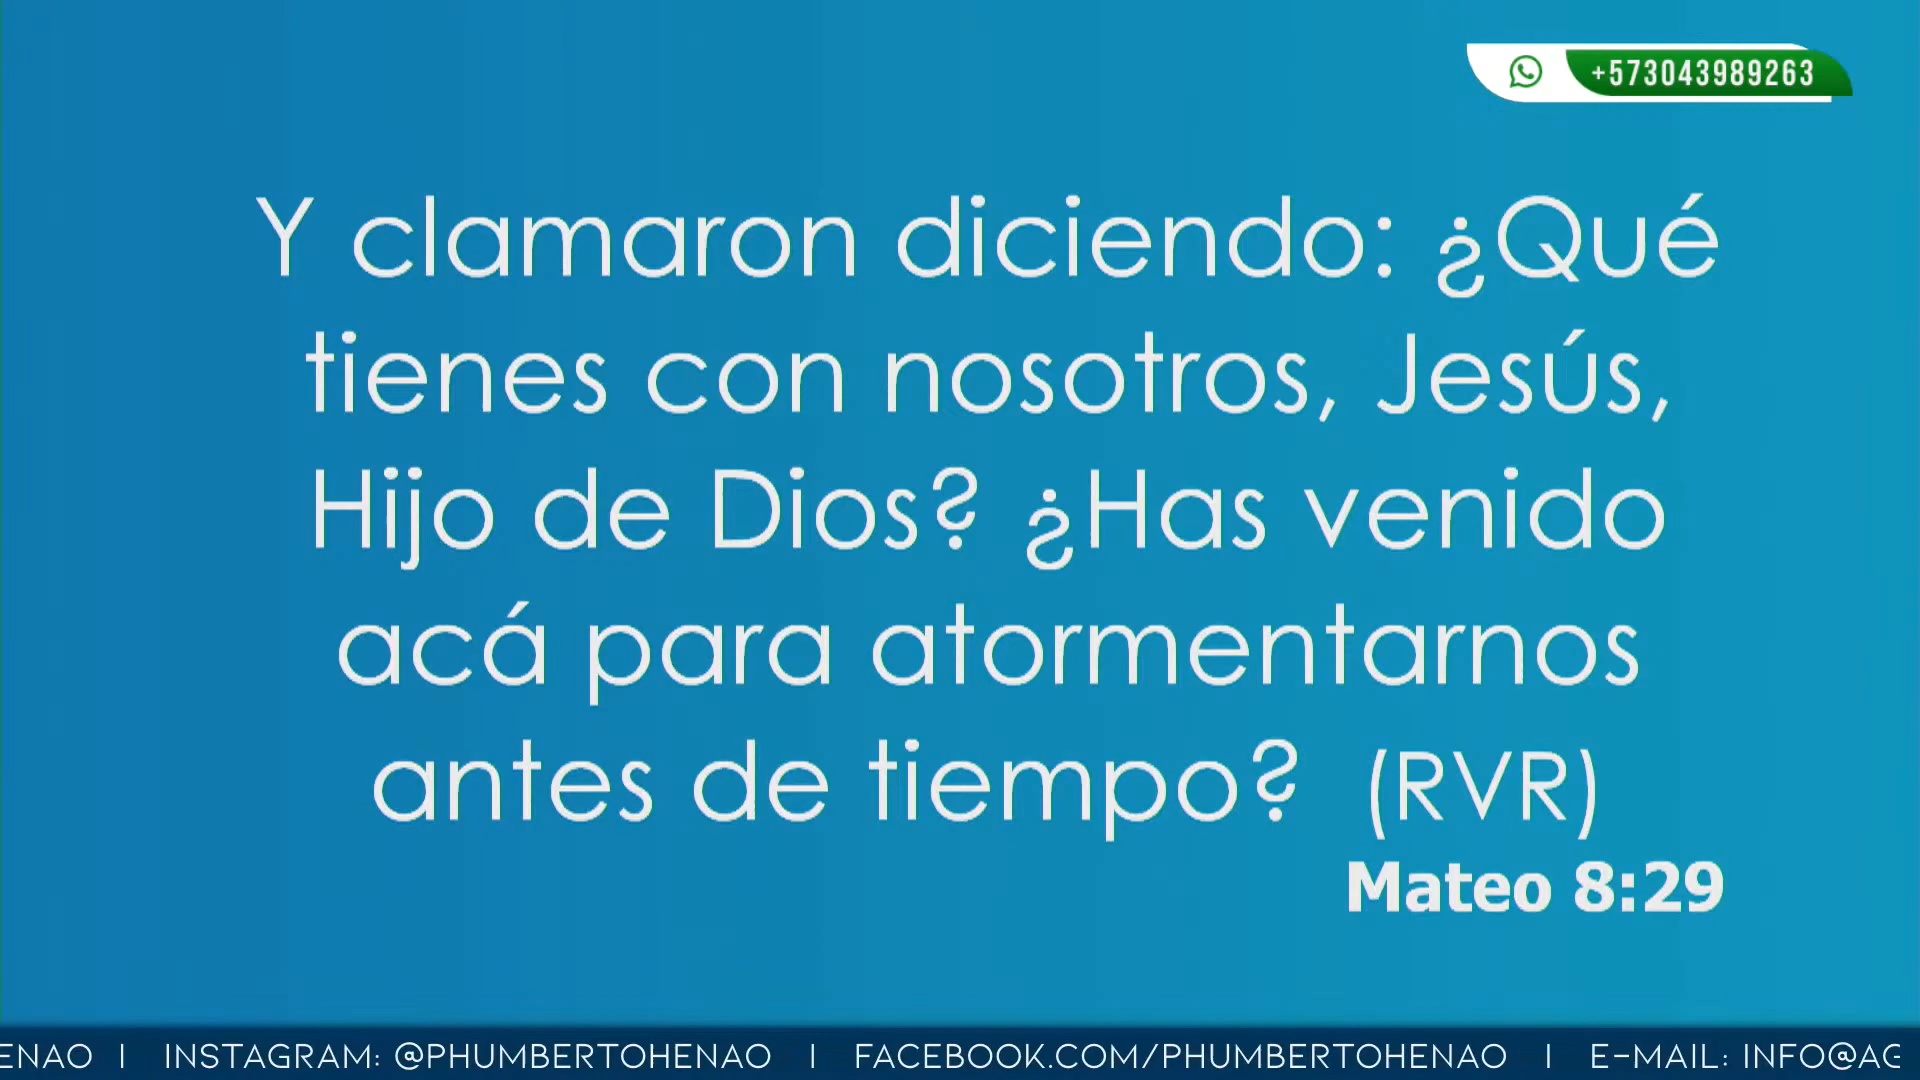 +573043989263
Y clamaron diciendo: ¿Qué
tienes con nosotros, Jesús,
Hijo de Dios? ¿Has venido
acá para atormentarnos
antes de tiempo? (RVR)
Mateo 8:29
ENAO | INSTAGRAM: @PHUMBERTOHENAO | FACEBOOK.COM/PHUMBERTOHENAO | E-MAIL: INFO@AG